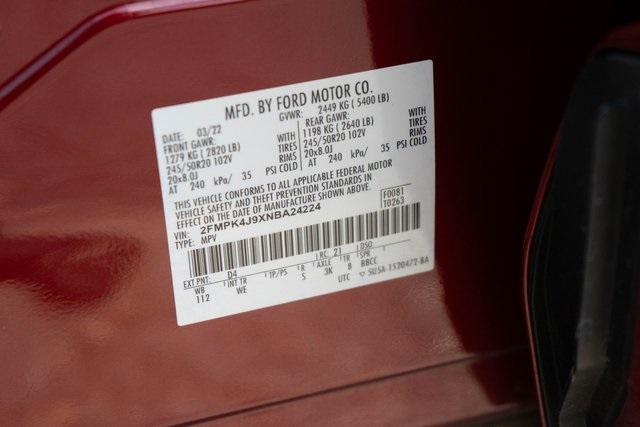 MFD. BY FORD MOTOR CO.
DATE: 03/22 GVWR: 2449 KG ( 5400 LB)
FRONT GAWR: REAR GAWR:
1279 KG ( 2820 LB) WITH 1198 KG ( 2640 LB) WITH
245/50R20 102V TIRES 245/50R20 102V TIRES
20x8.0J RIMS 20x8.0J RIMS
AT 240 kPa/ 35 PSI COLD AT 240 kPa/ 35 PSI COLD
THIS VEHICLE CONFORMS TO ALL APPLICABLE FEDERAL MOTOR
VEHICLE SAFETY AND THEFT PREVENTION STANDARDS IN
EFFECT ON THE DATE OF MANUFACTURE SHOWN ABOVE.
VIN: 2FMPK4J9XNBA24224 F0081
TYPE: MPV 10263
EXT PNT: D4 RC: 21 DSO:
WB INT TR TP/PS R AXLE TR SPR
112 WE S 3K B BBCC
UTC 5U5A-1520472-BA